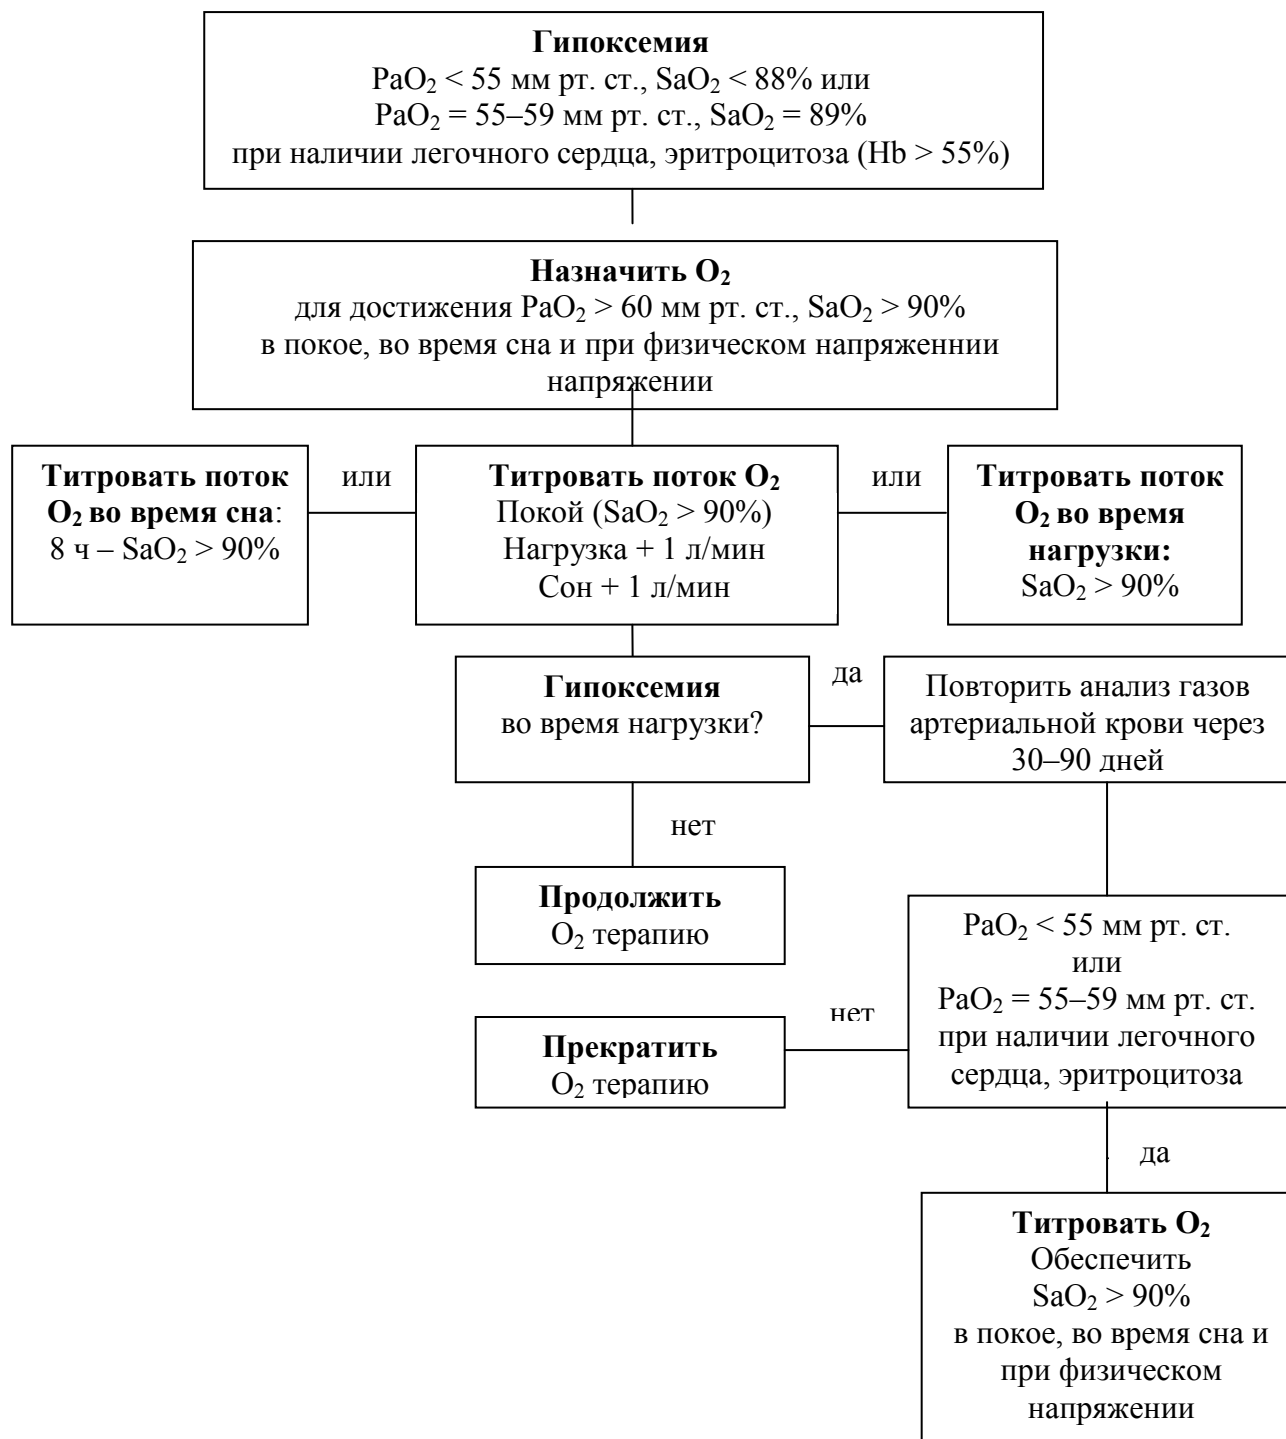 Гипоксемия
PaO₂ < 55 мм рт. ст., SaO₂ < 88% или
PaO₂ = 55–59 мм рт. ст., SaO₂ = 89%
при наличии легочного сердца, эритроцитоза (Hb > 55%)
Назначить O₂
для достижения PaO₂ > 60 мм рт. ст., SaO₂ > 90%
в покое, во время сна и при физическом напряженнии
напряжении
Титровать поток
O₂ во время сна:
8 ч – SaO₂ > 90%
или
Титровать поток O₂
Покой (SaO₂ > 90%)
Нагрузка + 1 л/мин
Сон + 1 л/мин
или
Титровать поток
O₂ во время
нагрузки:
SaO₂ > 90%
Гипоксемия
во время нагрузки?
да
Повторить анализ газов
артериальной крови через
30–90 дней
нет
Продолжить
O₂ терапию
PaO₂ < 55 мм рт. ст.
или
PaO₂ = 55–59 мм рт. ст.
при наличии легочного
сердца, эритроцитоза
нет
Прекратить
O₂ терапию
да
Титровать O₂
Обеспечить
SaO₂ > 90%
в покое, во время сна и
при физическом
напряжении